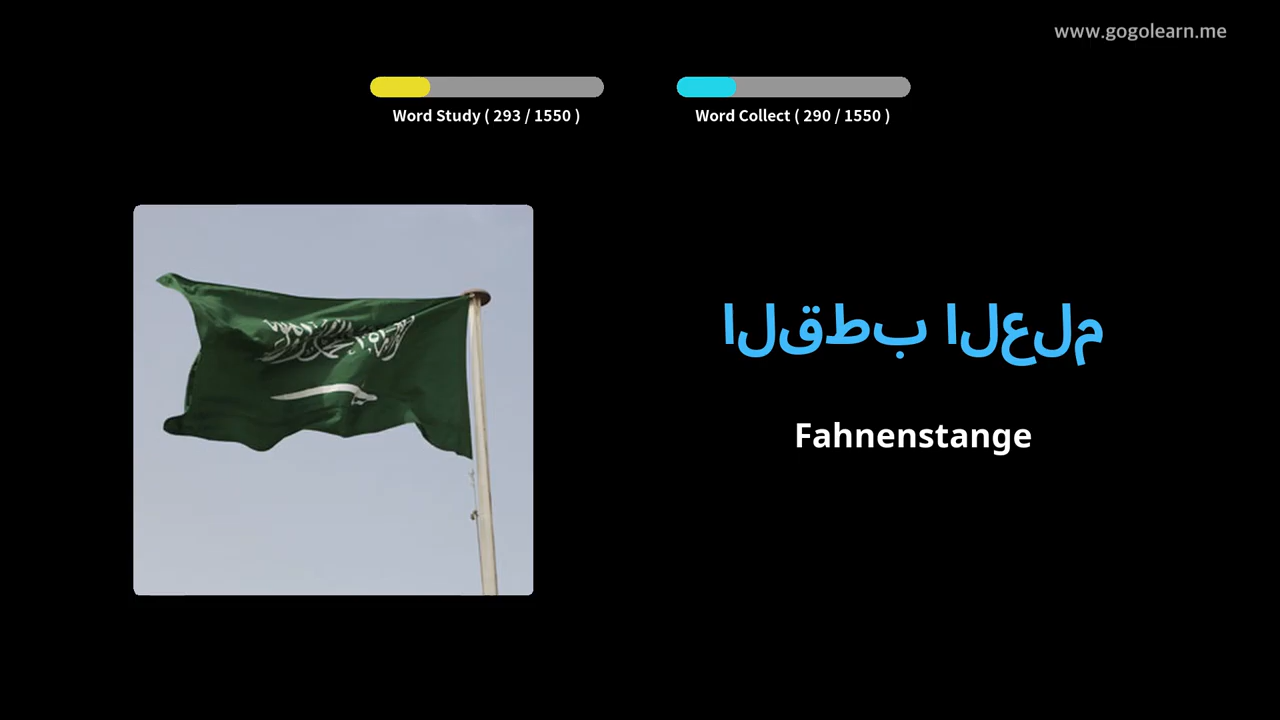 www.gogolearn.me
Word Study ( 293 / 1550 )
Word Collect ( 290 / 1550 )
القطب العلم
Fahnenstange